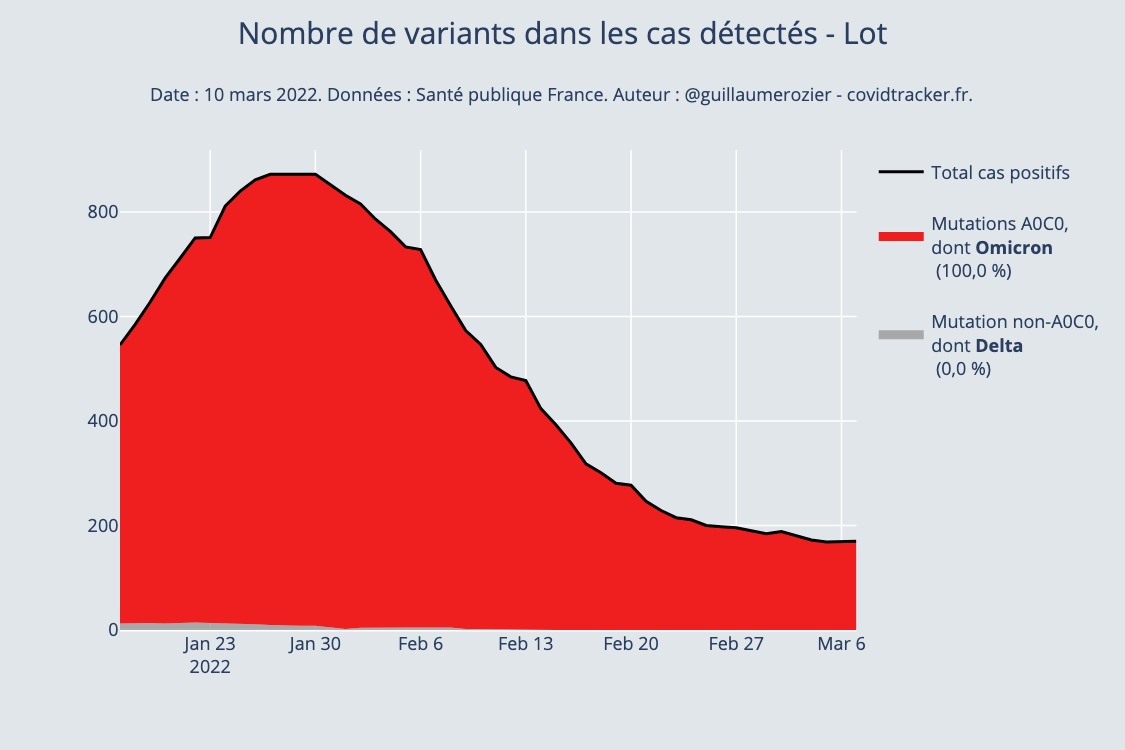 Nombre de variants dans les cas détectés - Lot
Date : 10 mars 2022. Données : Santé publique France. Auteur : @guillaumerozier - covidtracker.fr.
Total cas positifs
Mutations A0C0,
dont Omicron
(100,0 %)
Mutation non-A0C0,
dont Delta
(0,0 %)
800
600
400
200
0
Jan 23
2022
Jan 30
Feb 6
Feb 13
Feb 20
Feb 27
Mar 6